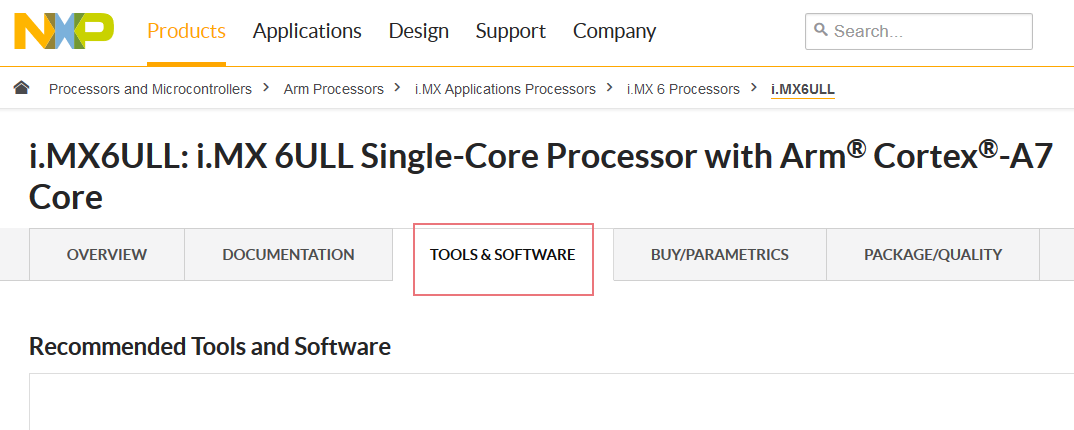 NXP Products Applications Design Support Company Search...
Processors and Microcontrollers > Arm Processors > i.MX Applications Processors > i.MX 6 Processors > i.MX6ULL
i.MX6ULL: i.MX 6ULL Single-Core Processor with Arm® Cortex®-A7
Core
OVERVIEW DOCUMENTATION TOOLS & SOFTWARE BUY/PARAMETRICS PACKAGE/QUALITY
Recommended Tools and Software